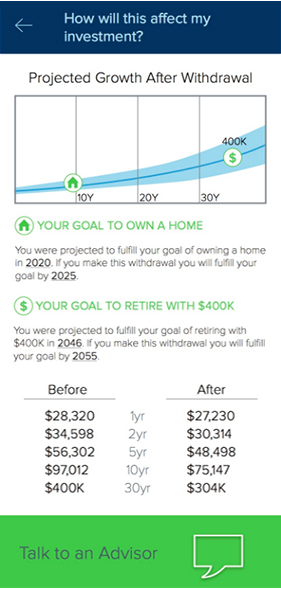 How will this affect my
investment?
Projected Growth After Withdrawal
400K
$
10Y 20Y 30Y
YOUR GOAL TO OWN A HOME
You were projected to fulfill your goal of owning a home
in 2020. If you make this withdrawal you will fulfill your
goal by 2025.
$ YOUR GOAL TO RETIRE WITH $400K
You were projected to fulfill your goal of retiring with
$400K in 2046. If you make this withdrawal you will fulfill
your goal by 2055.
Before After
$28,320 1yr $27,230
$34,598 2yr $30,314
$56,302 5yr $48,498
$97,012 10yr $75,147
$400K 30yr $304K
Talk to an Advisor